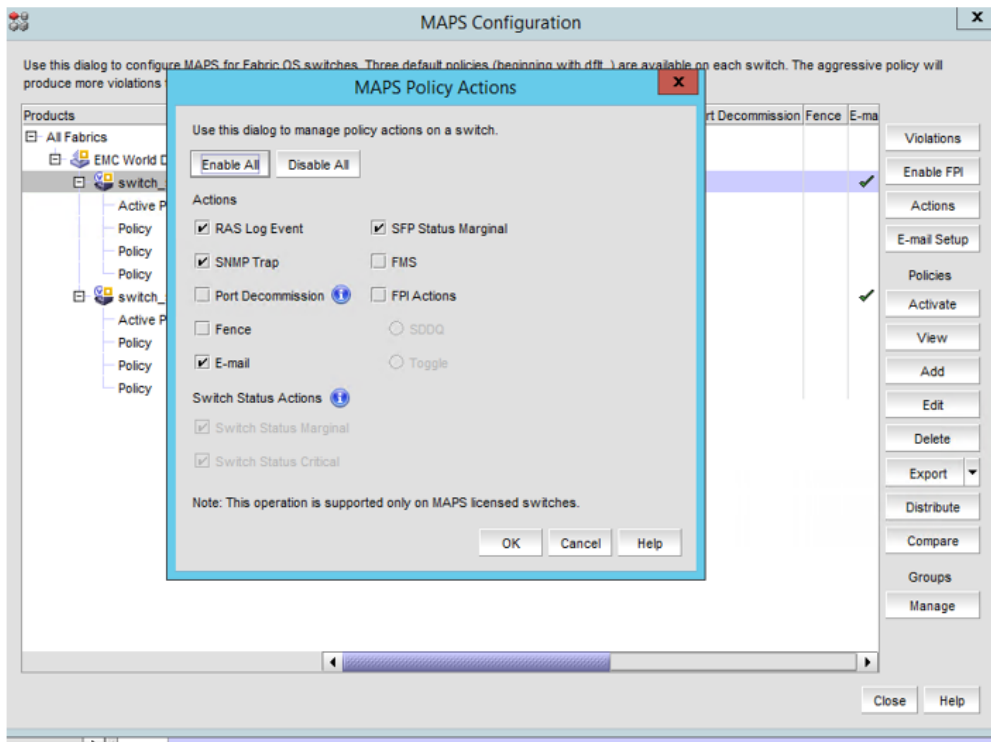 MAPS Configuration
x
Use this dialog to configure MAPS for Fabric OS switches. Three default policies (beginning with dflt_) are available on each switch. The aggressive policy will
produce more violations
MAPS Policy Actions
x
Products
rt Decommission Fence E-ma
All Fabrics
EMC World
switch_
Active P
Policy
Policy
Policy
switch_
Active P
Policy
Policy
Policy
Use this dialog to manage policy actions on a switch.
Enable All Disable All
Actions
RAS Log Event SFP Status Marginal
SNMP Trap FMS
Port Decommission FPI Actions
Fence SDDQ
E-mail Toggle
Switch Status Actions
Switch Status Marginal
Switch Status Critical
Note: This operation is supported only on MAPS licensed switches.
OK Cancel Help
Violations
Enable FPI
Actions
E-mail Setup
Policies
Activate
View
Add
Edit
Delete
Export
Distribute
Compare
Groups
Manage
Close Help